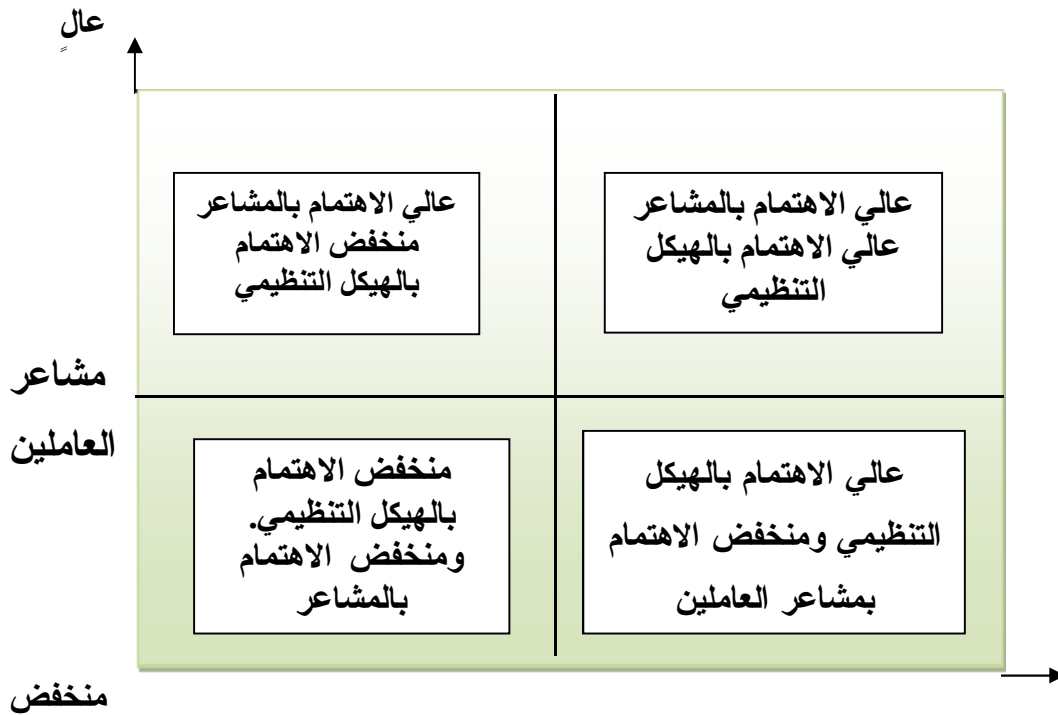 عالٍ
عالي الاهتمام بالمشاعر
عالي الاهتمام بالهيكل
التنظيمي
عالي الاهتمام بالمشاعر
منخفض الاهتمام
بالهيكل التنظيمي
مشاعر
العاملين
عالي الاهتمام بالهيكل
التنظيمي ومنخفض الاهتمام
بمشاعر العاملين
منخفض الاهتمام
بالهيكل التنظيمي.
ومنخفض الاهتمام
بالمشاعر
منخفض